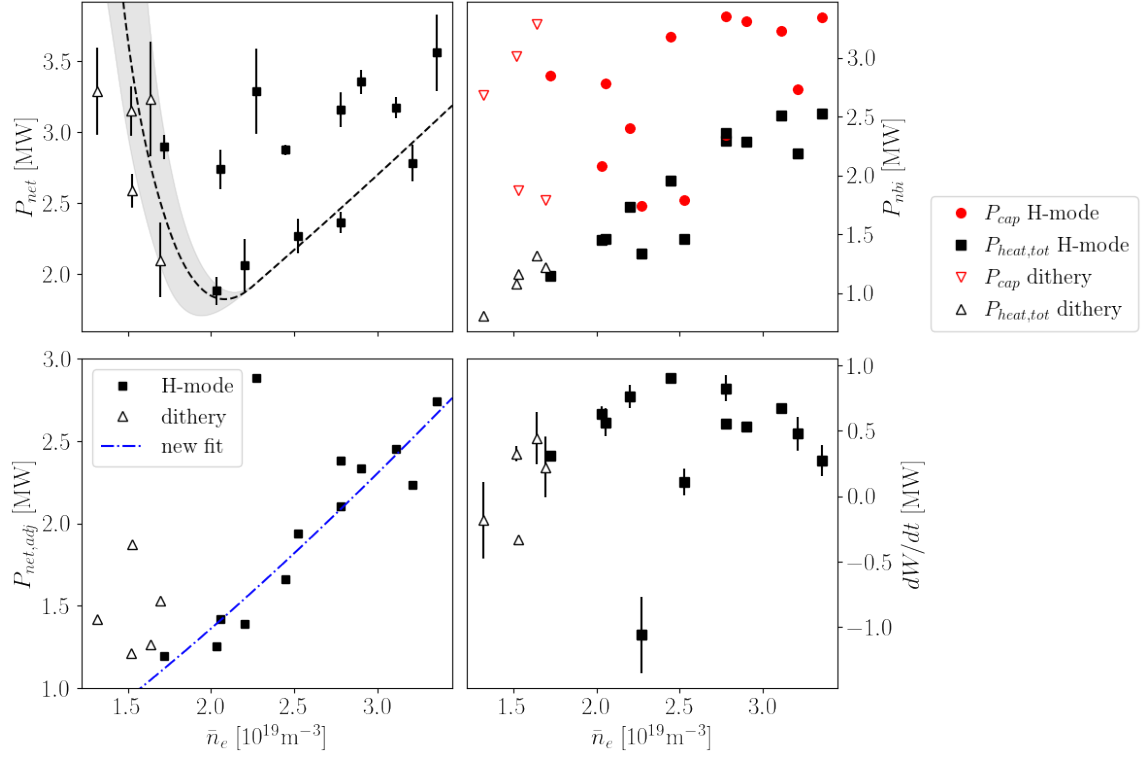 3.5
3.0
2.5
2.0
P_net [MW]
3.0
2.5
2.0
1.5
1.0
P_nbi [MW]
P_cap H-mode
P_heat,tot H-mode
P_cap dithery
P_heat,tot dithery
3.0
2.5
2.0
1.5
1.0
P_net,adj [MW]
H-mode
dithery
new fit
1.0
0.5
0.0
−0.5
−1.0
dW/dt [MW]
1.5 2.0 2.5 3.0
n̄_e [10^19 m^−3]
1.5 2.0 2.5 3.0
n̄_e [10^19 m^−3]